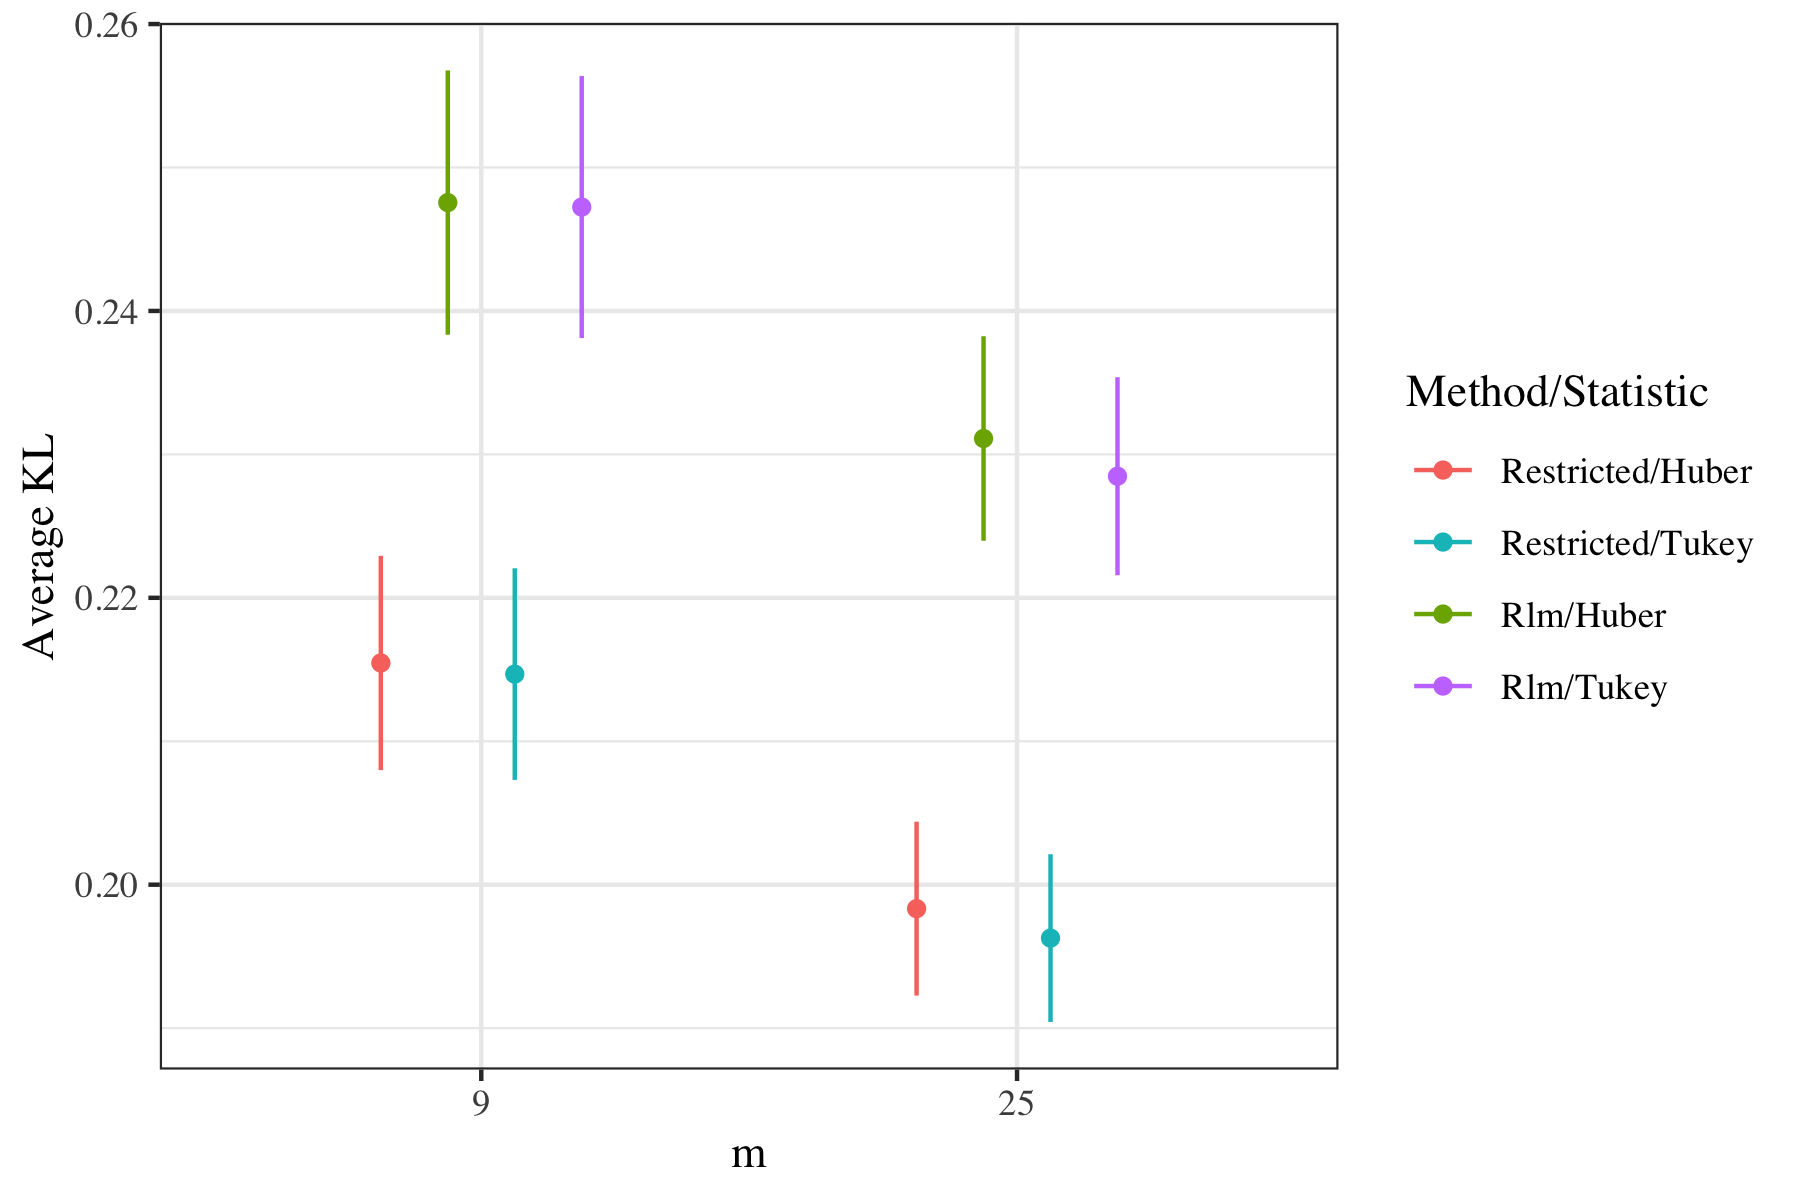 0.26
0.24
0.22
0.20
Average KL
9
25
m
Method/Statistic
Restricted/Huber
Restricted/Tukey
Rlm/Huber
Rlm/Tukey